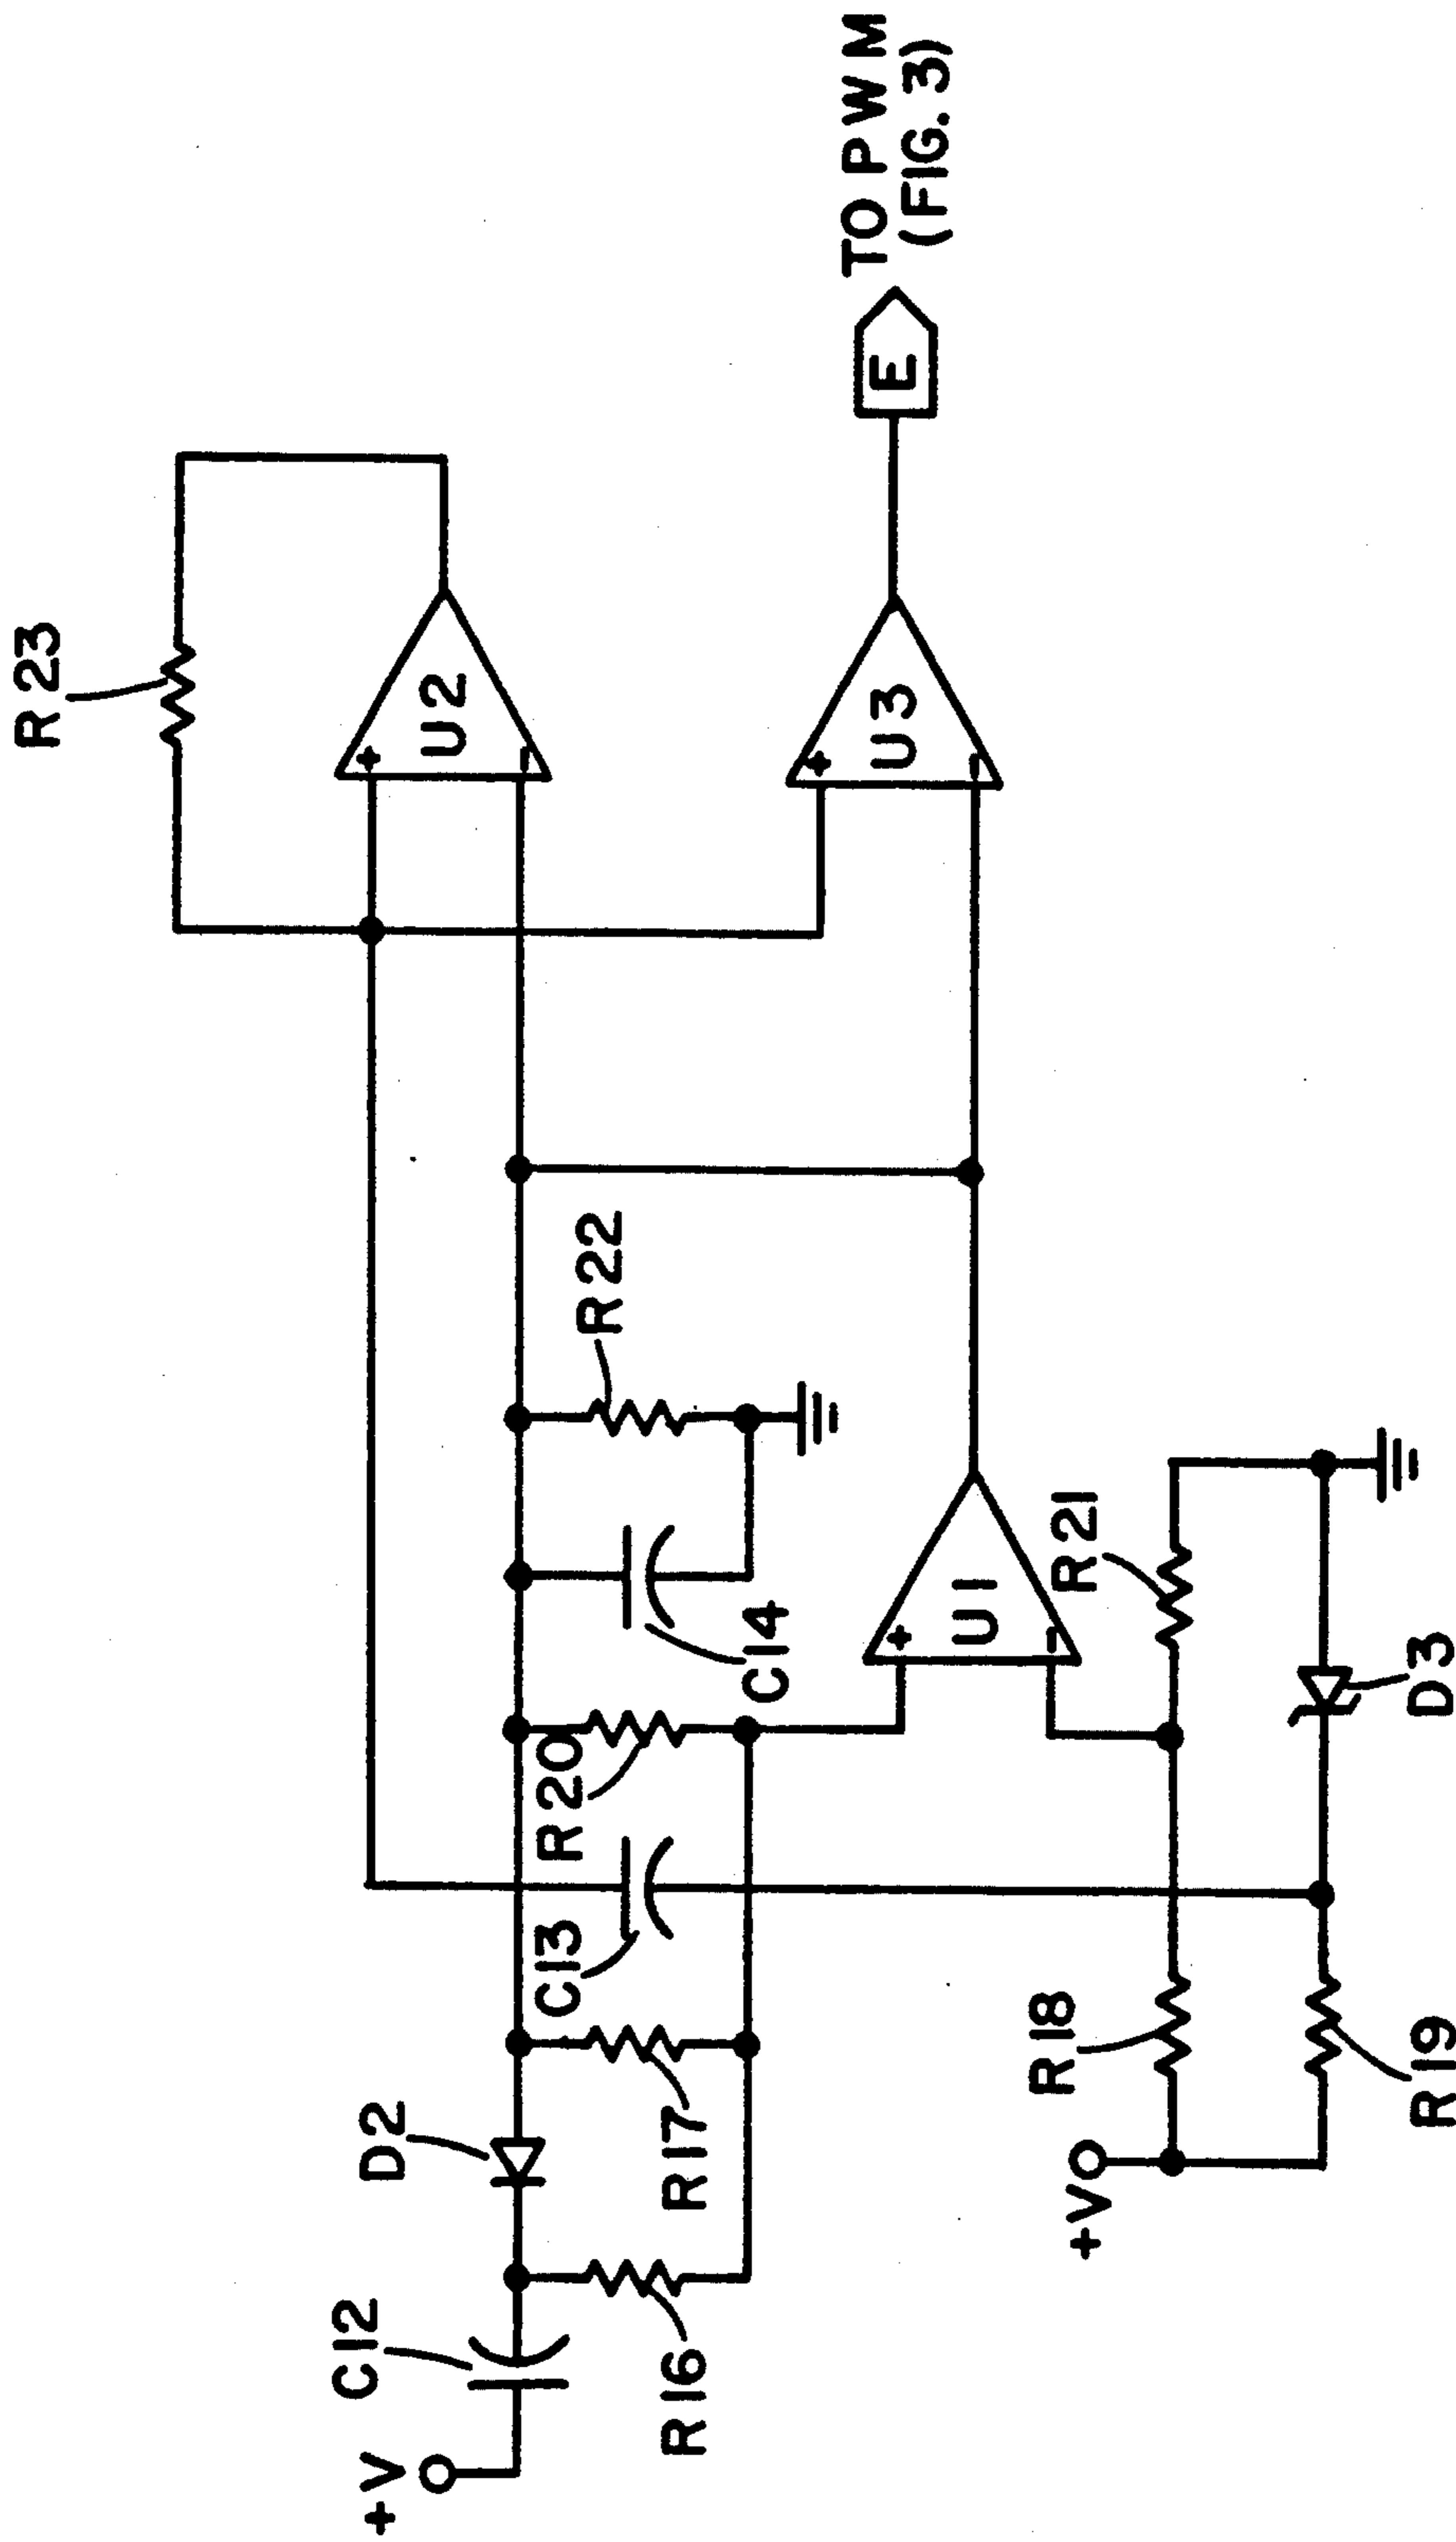 R23
U2
+
-
TO PWM
(FIG. 3)
E
U3
+
-
R22
C14
R20
C13
D2
R17
C12
R16
+V
U1
+
-
R21
R18
+V
R19
D3